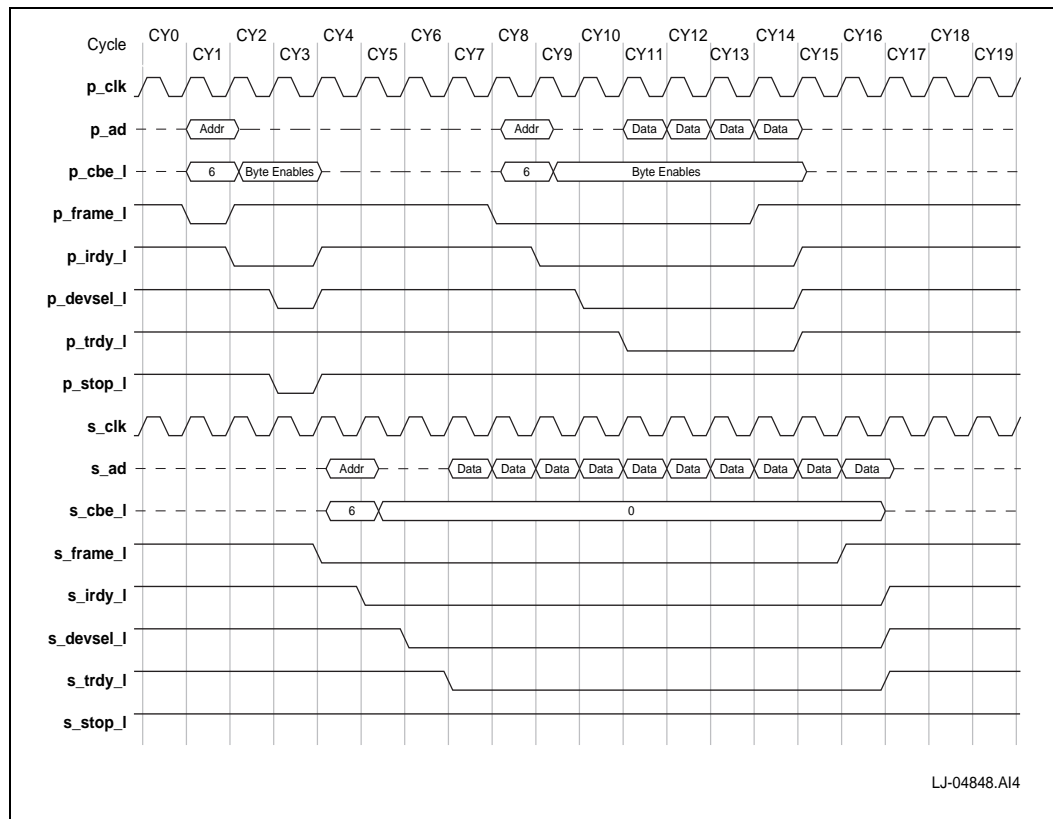 CY0 CY2 CY4 CY6 CY8 CY10 CY12 CY14 CY16 CY18
Cycle CY1 CY3 CY5 CY7 CY9 CY11 CY13 CY15 CY17 CY19
p_clk
p_ad Addr Addr Data Data Data Data
p_cbe_l 6 Byte Enables 6 Byte Enables
p_frame_l
p_irdy_l
p_devsel_l
p_trdy_l
p_stop_l
s_clk
s_ad Addr Data Data Data Data Data Data Data Data Data Data
s_cbe_l 6 0
s_frame_l
s_irdy_l
s_devsel_l
s_trdy_l
s_stop_l
LJ-04848.AI4